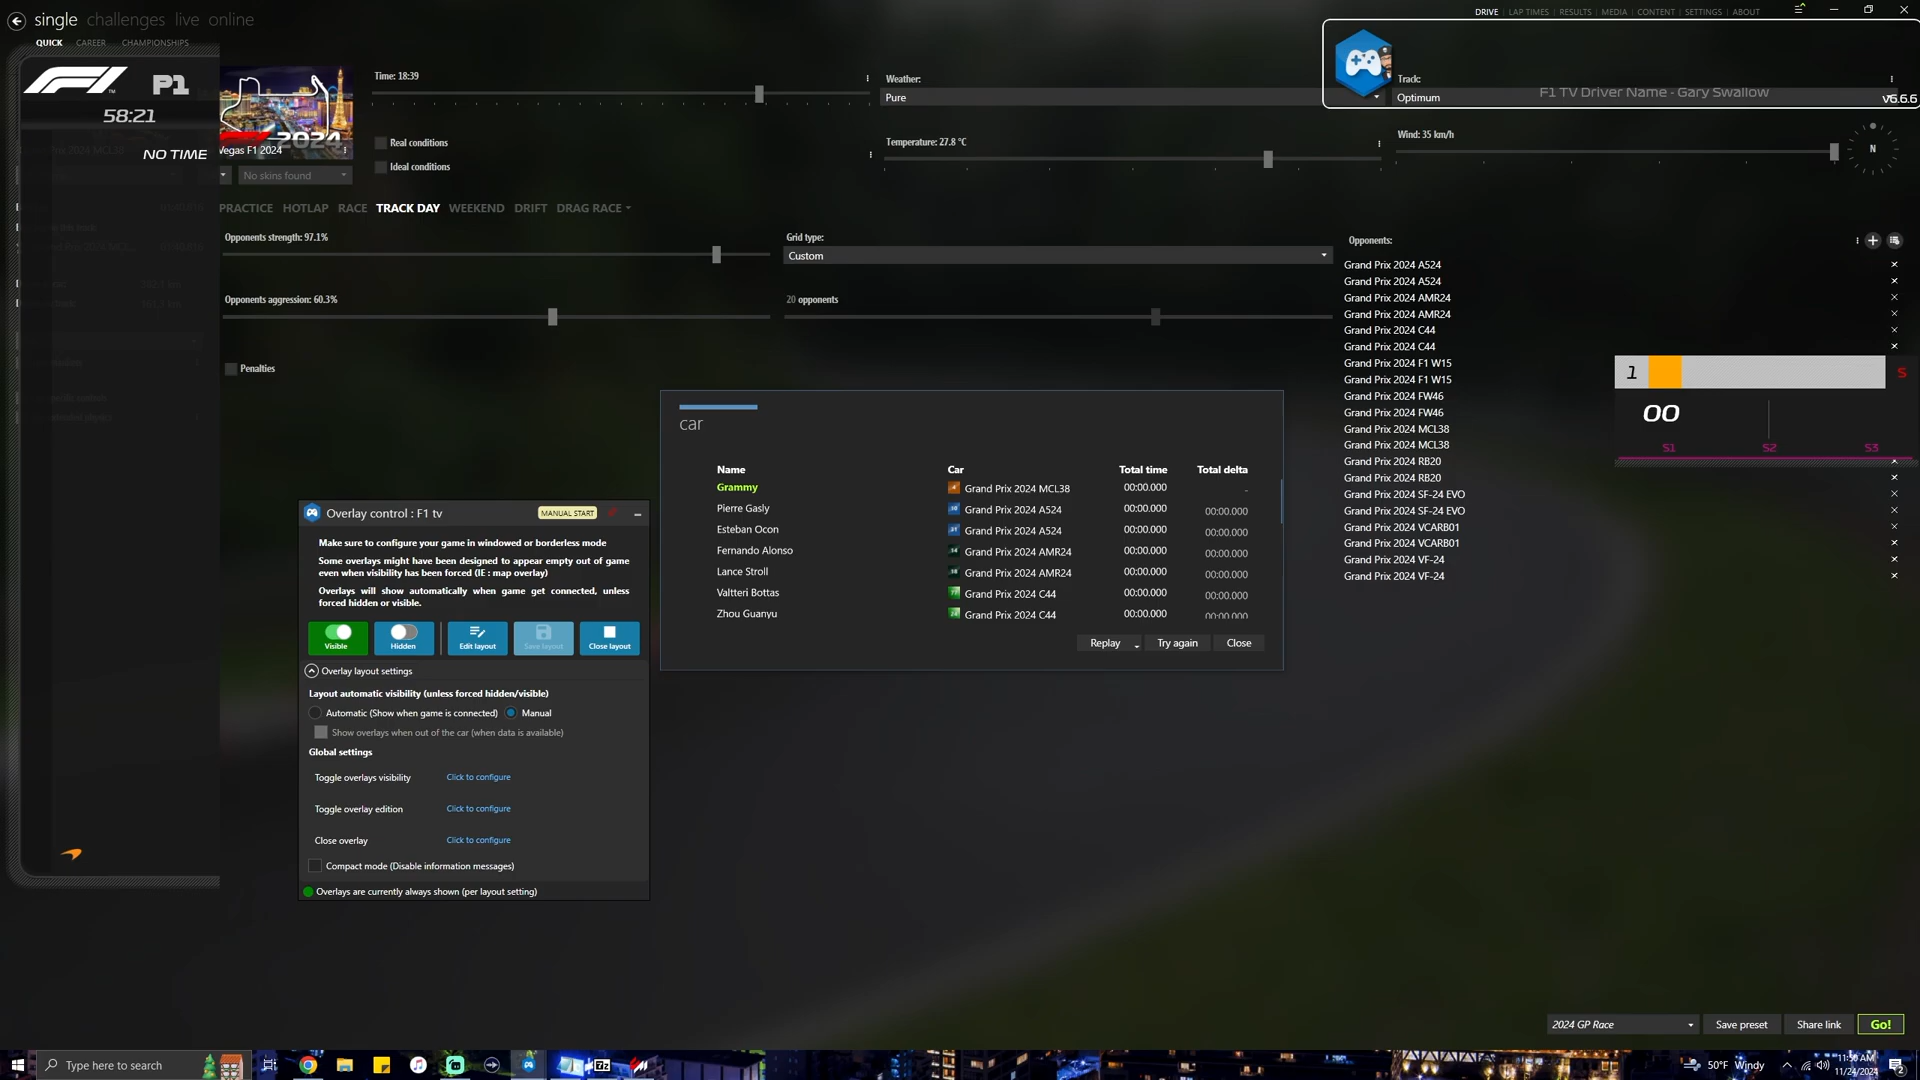 single challenges live online
DRIVE LAP TIMES RESULTS MEDIA CONTENT SETTINGS ABOUT
QUICK CAREER CHAMPIONSHIPS
P1
58:21
NO TIME
2024
Vegas F1 2024
No skins found
Time: 18:39
Real conditions
Ideal conditions
Weather:
Pure
Temperature: 27.8 °C
Track:
Optimum
F1 TV Driver Name - Gary Swallow
v6.6.6
Wind: 35 km/h
N
PRACTICE HOTLAP RACE TRACK DAY WEEKEND DRIFT DRAG RACE
Opponents strength: 97.1%
Grid type:
Custom
Opponents aggression: 60.3%
20 opponents
Penalties
Opponents:
Grand Prix 2024 A524
Grand Prix 2024 A524
Grand Prix 2024 AMR24
Grand Prix 2024 AMR24
Grand Prix 2024 C44
Grand Prix 2024 C44
Grand Prix 2024 F1 W15
Grand Prix 2024 F1 W15
Grand Prix 2024 FW46
Grand Prix 2024 FW46
Grand Prix 2024 MCL38
Grand Prix 2024 MCL38
Grand Prix 2024 RB20
Grand Prix 2024 RB20
Grand Prix 2024 SF-24 EVO
Grand Prix 2024 SF-24 EVO
Grand Prix 2024 VCARB01
Grand Prix 2024 VCARB01
Grand Prix 2024 VF-24
Grand Prix 2024 VF-24
1 S
00
S1 S2 S3
car
Name Car Total time Total delta
Grammy Grand Prix 2024 MCL38 00:00.000 -
Pierre Gasly Grand Prix 2024 A524 00:00.000 00:00.000
Esteban Ocon Grand Prix 2024 A524 00:00.000 00:00.000
Fernando Alonso Grand Prix 2024 AMR24 00:00.000 00:00.000
Lance Stroll Grand Prix 2024 AMR24 00:00.000 00:00.000
Valtteri Bottas Grand Prix 2024 C44 00:00.000 00:00.000
Zhou Guanyu Grand Prix 2024 C44 00:00.000 00:00.000
Replay Try again Close
Overlay control : F1 tv MANUAL START
Make sure to configure your game in windowed or borderless mode
Some overlays might have been designed to appear empty out of game
even when visibility has been forced (IE : map overlay)
Overlays will show automatically when game get connected, unless
forced hidden or visible.
Visible Hidden Edit layout Save layout Close layout
Overlay layout settings
Layout automatic visibility (unless forced hidden/visible)
Automatic (Show when game is connected) Manual
Show overlays when out of the car (when data is available)
Global settings
Toggle overlays visibility Click to configure
Toggle overlay edition Click to configure
Close overlay Click to configure
Compact mode (Disable information messages)
Overlays are currently always shown (per layout setting)
2024 GP Race Save preset Share link Go!
Type here to search
50°F Windy
11:50 AM
11/24/2024